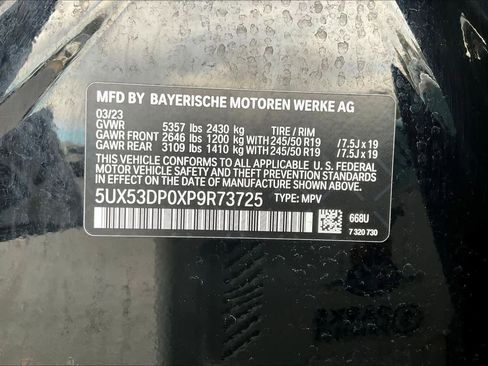 MFD BY BAYERISCHE MOTOREN WERKE AG
03/23
GVWR 5357 lbs 2430 kg TIRE / RIM
GAWR FRONT 2646 lbs 1200 kg WITH 245/50 R19 /7.5J x 19
GAWR REAR 3109 lbs 1410 kg WITH 245/50 R19 /7.5J x 19
THIS VEHICLE CONFORMS TO ALL APPLICABLE U. S. FEDERAL
MOTOR VEHICLE SAFETY AND THEFT PREVENTION STANDARDS
IN EFFECT ON THE DATE OF MANUFACTURE SHOWN ABOVE.
5UX53DP0XP9R73725 TYPE: MPV
668U
7 320 730